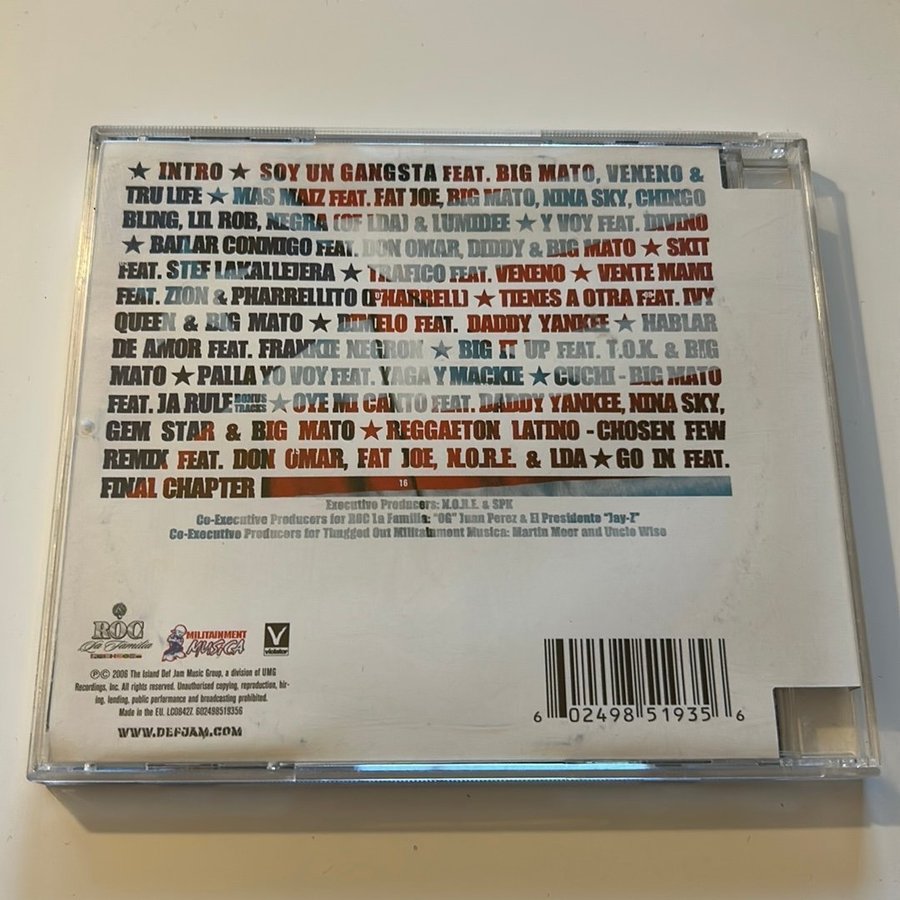 ★ INTRO ★ SOY UN GANGSTA FEAT. BIG MATO, VENENO &
TRU LIFE ★ MAS MAIZ FEAT. FAT JOE, BIG MATO, NINA SKY, CHINGO
BLING, LIL ROB, NEGRA (OF LDA) & LUMIDEE ★ Y VOY FEAT. DIVINO
★ BAILAR CONMIGO FEAT. DON OMAR, DIDDY & BIG MATO ★ SKIT
FEAT. STEF LAKALLEJERA ★ TRAFICO FEAT. VENENO ★ VENTE MAMI
FEAT. ZION & PHARRELLITO (PHARRELL) ★ TIENES A OTRA FEAT. IVY
QUEEN & BIG MATO ★ DIMELO FEAT. DADDY YANKEE ★ HABLAR
DE AMOR FEAT. FRANKIE NEGRON ★ BIG IT UP FEAT. T.O.K. & BIG
MATO ★ PALLA YO VOY FEAT. YAGA Y MACKIE ★ CUCHI - BIG MATO
FEAT. JA RULE BONUS TRACKS ★ OYE MI CANTO FEAT. DADDY YANKEE, NINA SKY,
GEM STAR & BIG MATO ★ REGGAETON LATINO - CHOSEN FEW
REMIX FEAT. DON OMAR, FAT JOE, N.O.R.E. & LDA ★ GO IN FEAT.
FINAL CHAPTER 16
Executive Producers: N.O.R.E. & SPK
Co-Executive Producers for ROC La Familia: "OG" Juan Perez & El Presidente "Jay-Z"
Co-Executive Producers for Thugged Out Militainment Musica: Martin Moor and Uncle Wise
ROC
La Familia
MILITAINMENT
MUSICA
V
violator
℗© 2006 The Island Def Jam Music Group, a division of UMG
Recordings, Inc. All rights reserved. Unauthorised copying, reproduction, hir-
ing, lending, public performance and broadcasting prohibited.
Made in the EU. LC08427. 602498519356
WWW.DEFJAM.COM
6 02498 51935 6